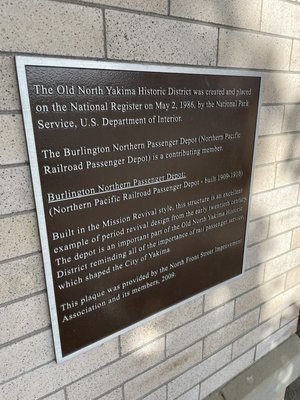 The Old North Yakima Historic District was created and placed
on the National Register on May 2, 1986, by the National Park
Service, U.S. Department of Interior.
The Burlington Northern Passenger Depot (Northern Pacific
Railroad Passenger Depot) is a contributing member.
Burlington Northern Passenger Depot:
(Northern Pacific Railroad Passenger Depot - built 1909-1910)
Built in the Mission Revival style, this structure is an excellent
example of period revival design from the early twentieth century.
The depot is an important part of the Old North Yakima Historic
District reminding all of the importance of rail passenger service,
which shaped the City of Yakima.
This plaque was provided by the North Front Street Improvement
Association and its members, 2009.